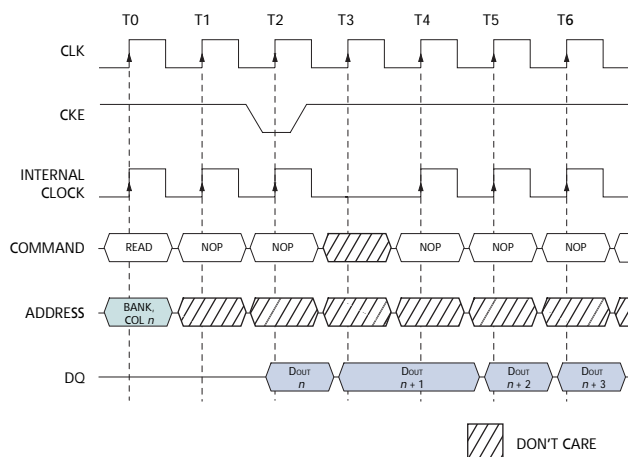 T0 T1 T2 T3 T4 T5 T6
CLK
CKE
INTERNAL
CLOCK
COMMAND READ NOP NOP NOP NOP NOP
ADDRESS BANK,
COL n
DQ DOUT DOUT DOUT DOUT
n n + 1 n + 2 n + 3
DON'T CARE